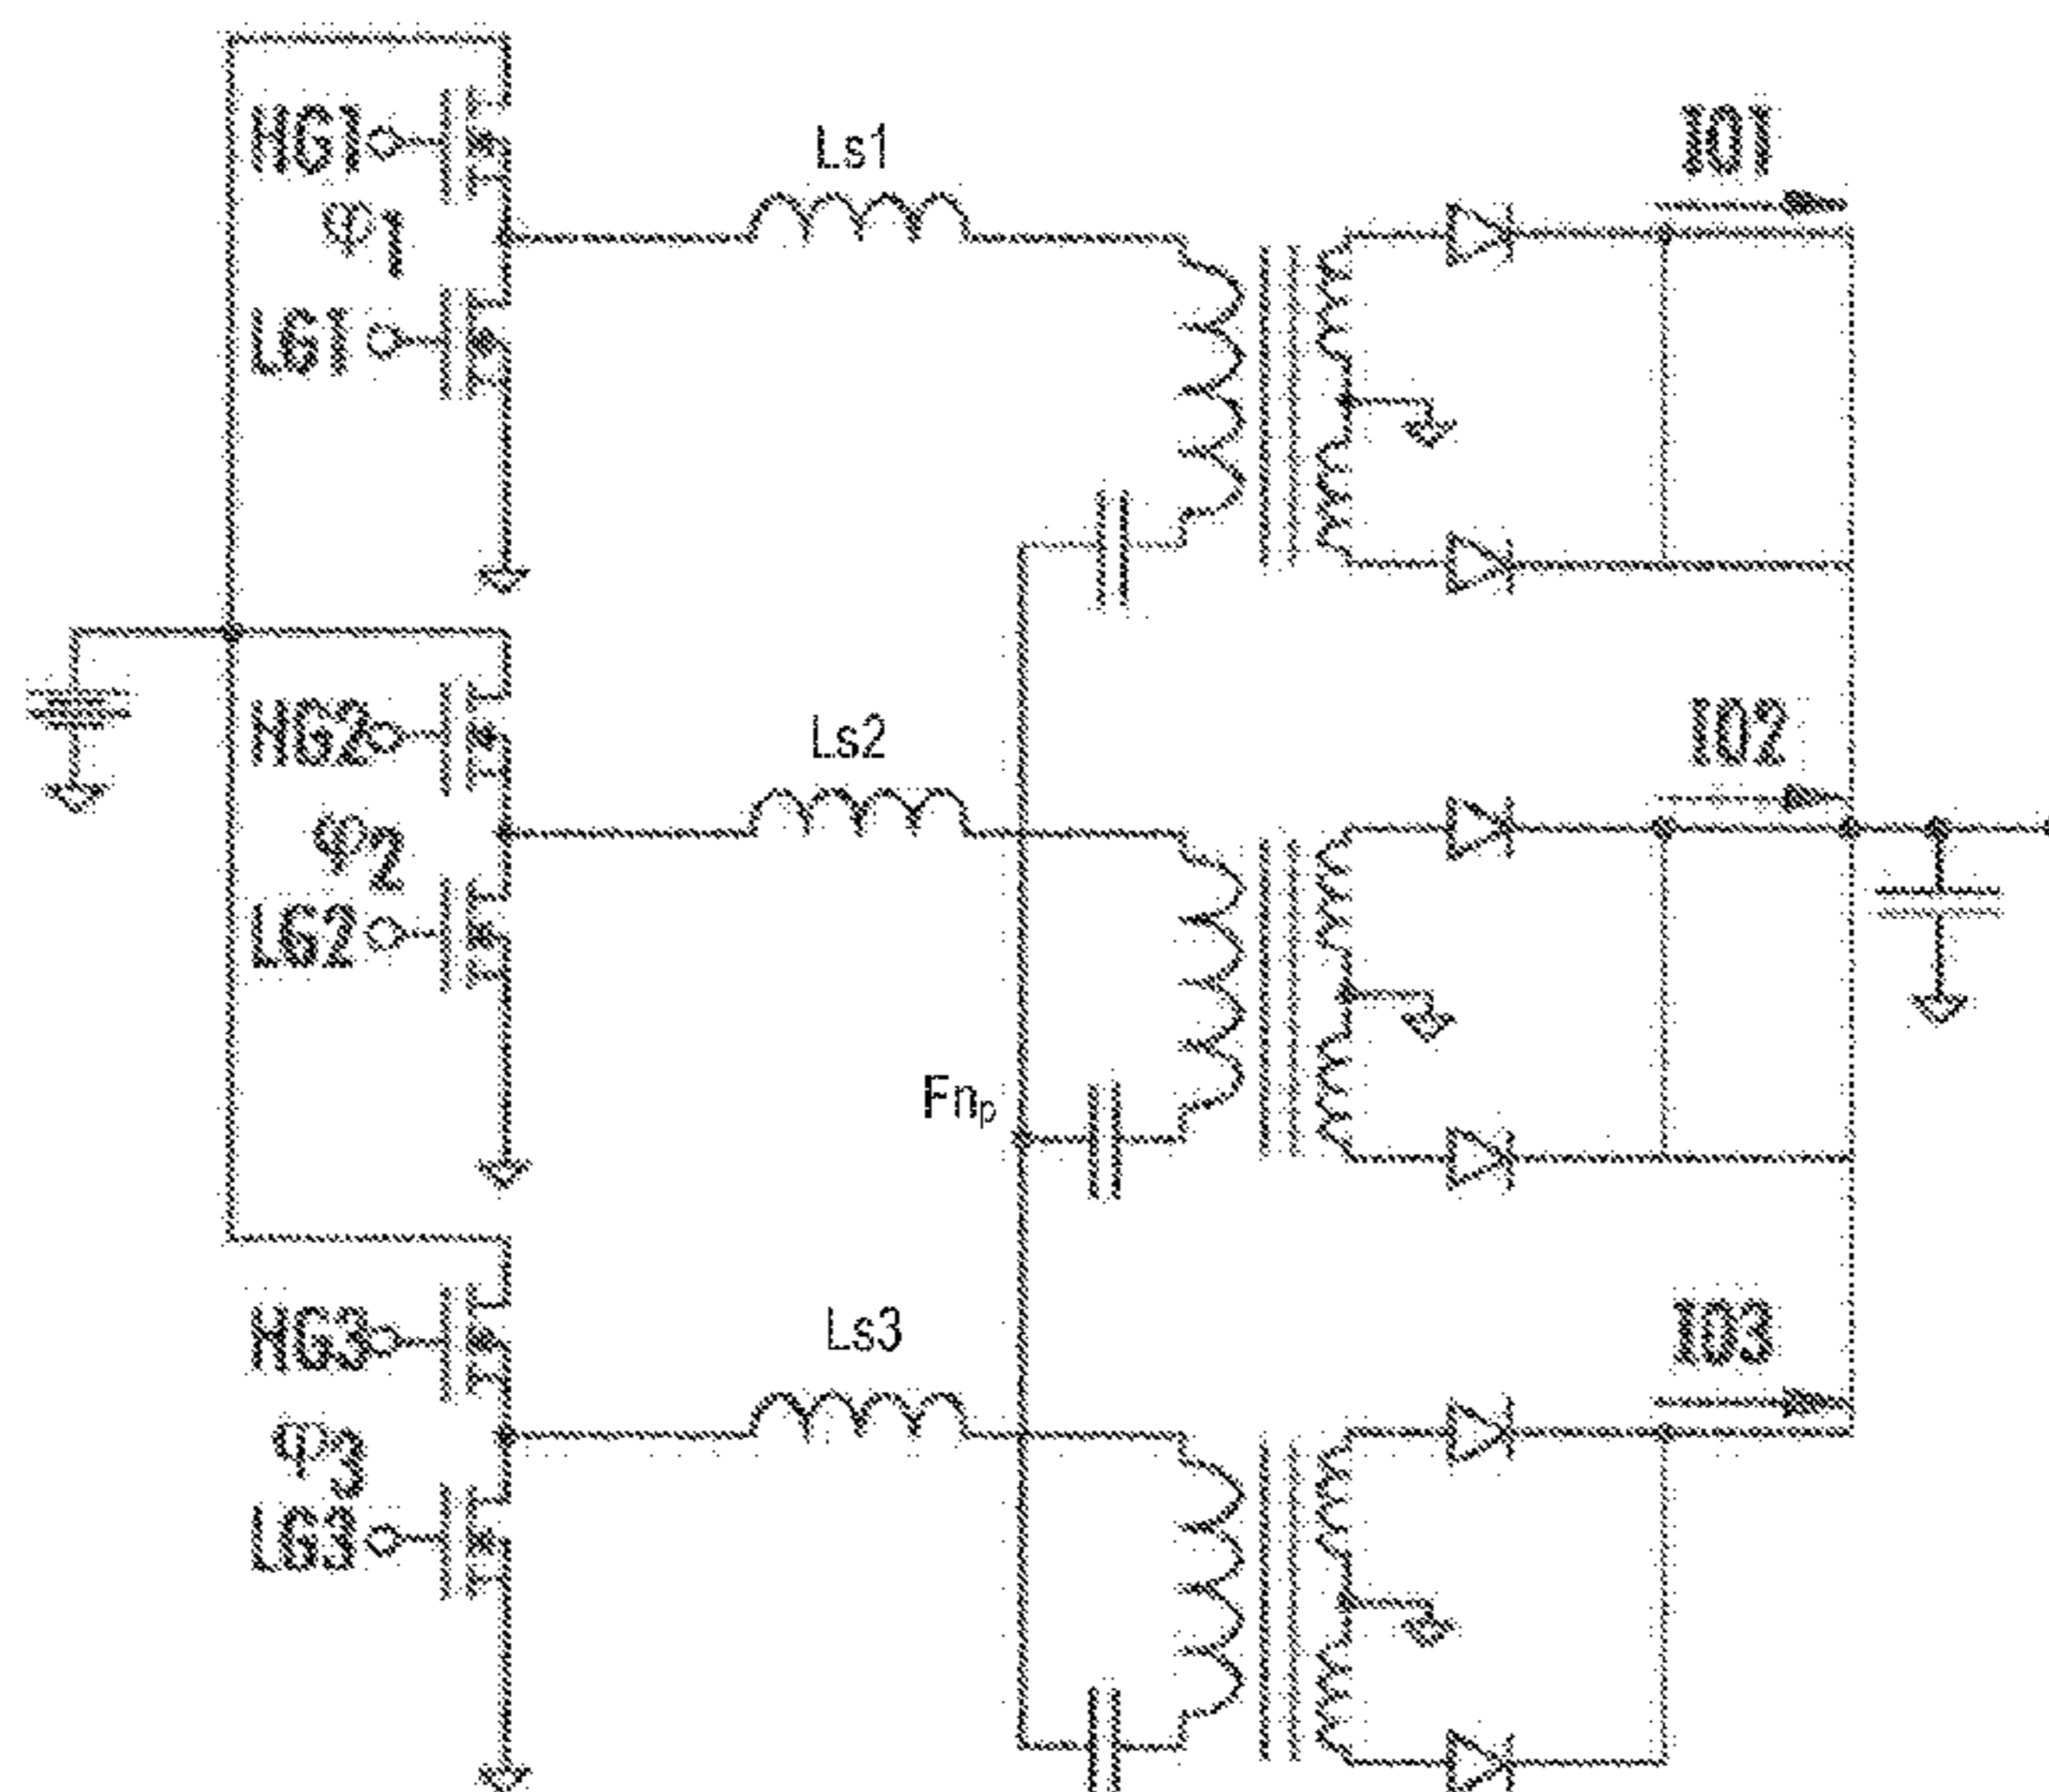 HG1
Ls1
IO1
φ1
LG1
HG2
Ls2
IO2
φ2
LG2
Fnp
HG3
Ls3
IO3
φ3
LG3